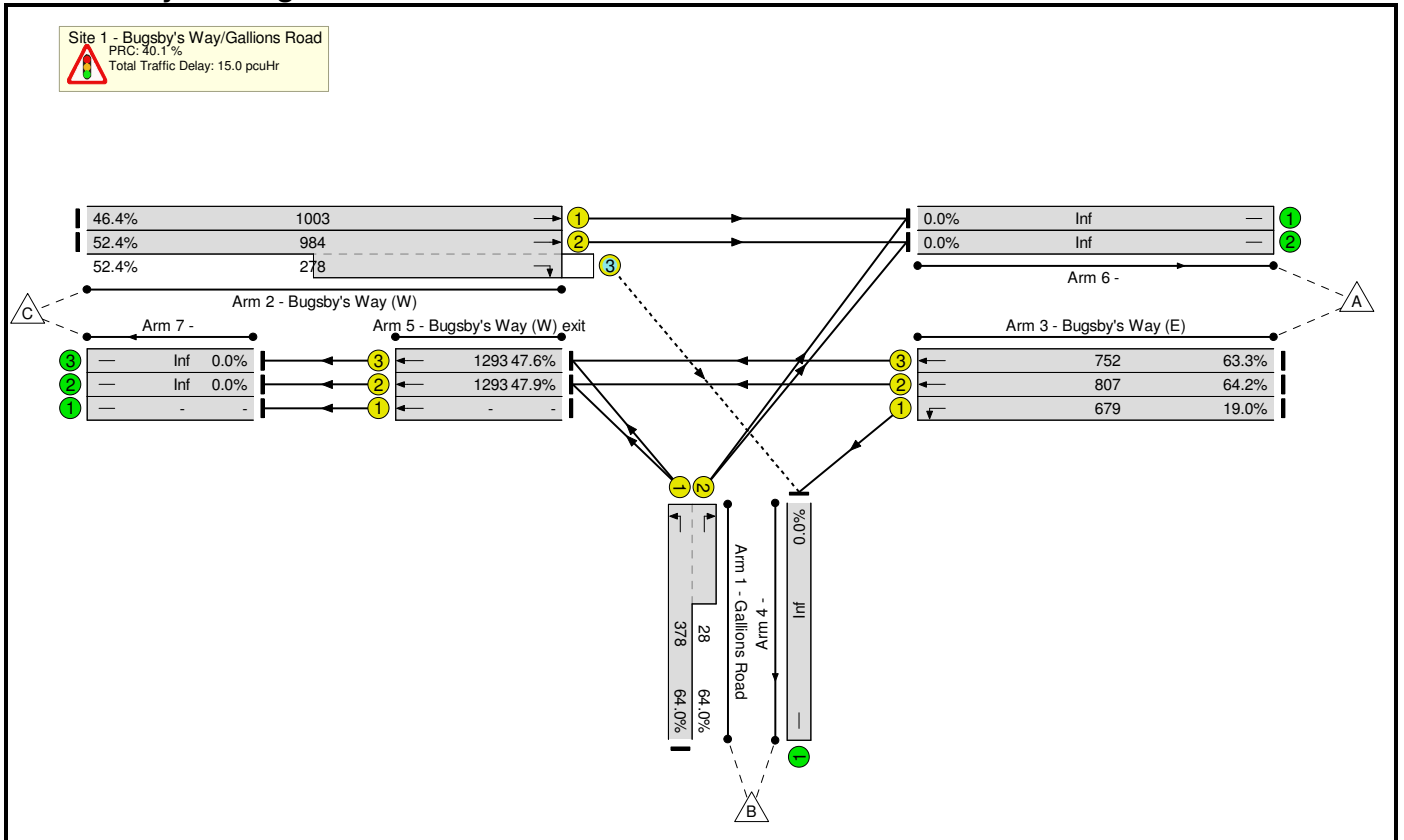 Site 1 - Bugsby's Way/Gallions Road
PRC: 40.1 %
Total Traffic Delay: 15.0 pcuHr
46.4% 1003 1
52.4% 984 2
52.4% 278 3
Arm 2 - Bugsby's Way (W)
0.0% Inf 1
0.0% Inf 2
Arm 6 -
C
A
Arm 7 -
Arm 5 - Bugsby's Way (W) exit
Arm 3 - Bugsby's Way (E)
3 Inf 0.0% 3 1293 47.6% 3 752 63.3%
2 Inf 0.0% 2 1293 47.9% 2 807 64.2%
1 - - 1 - - 1 679 19.0%
1 2
378 64.0%
28 64.0%
Arm 1 - Gallions Road
Arm 4 -
0.0% Inf
1
B